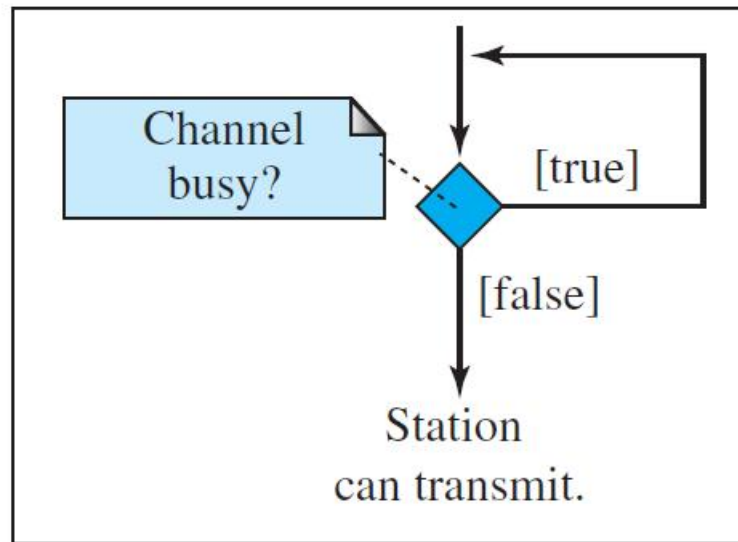 Channel
busy?
[true]
[false]
Station
can transmit.